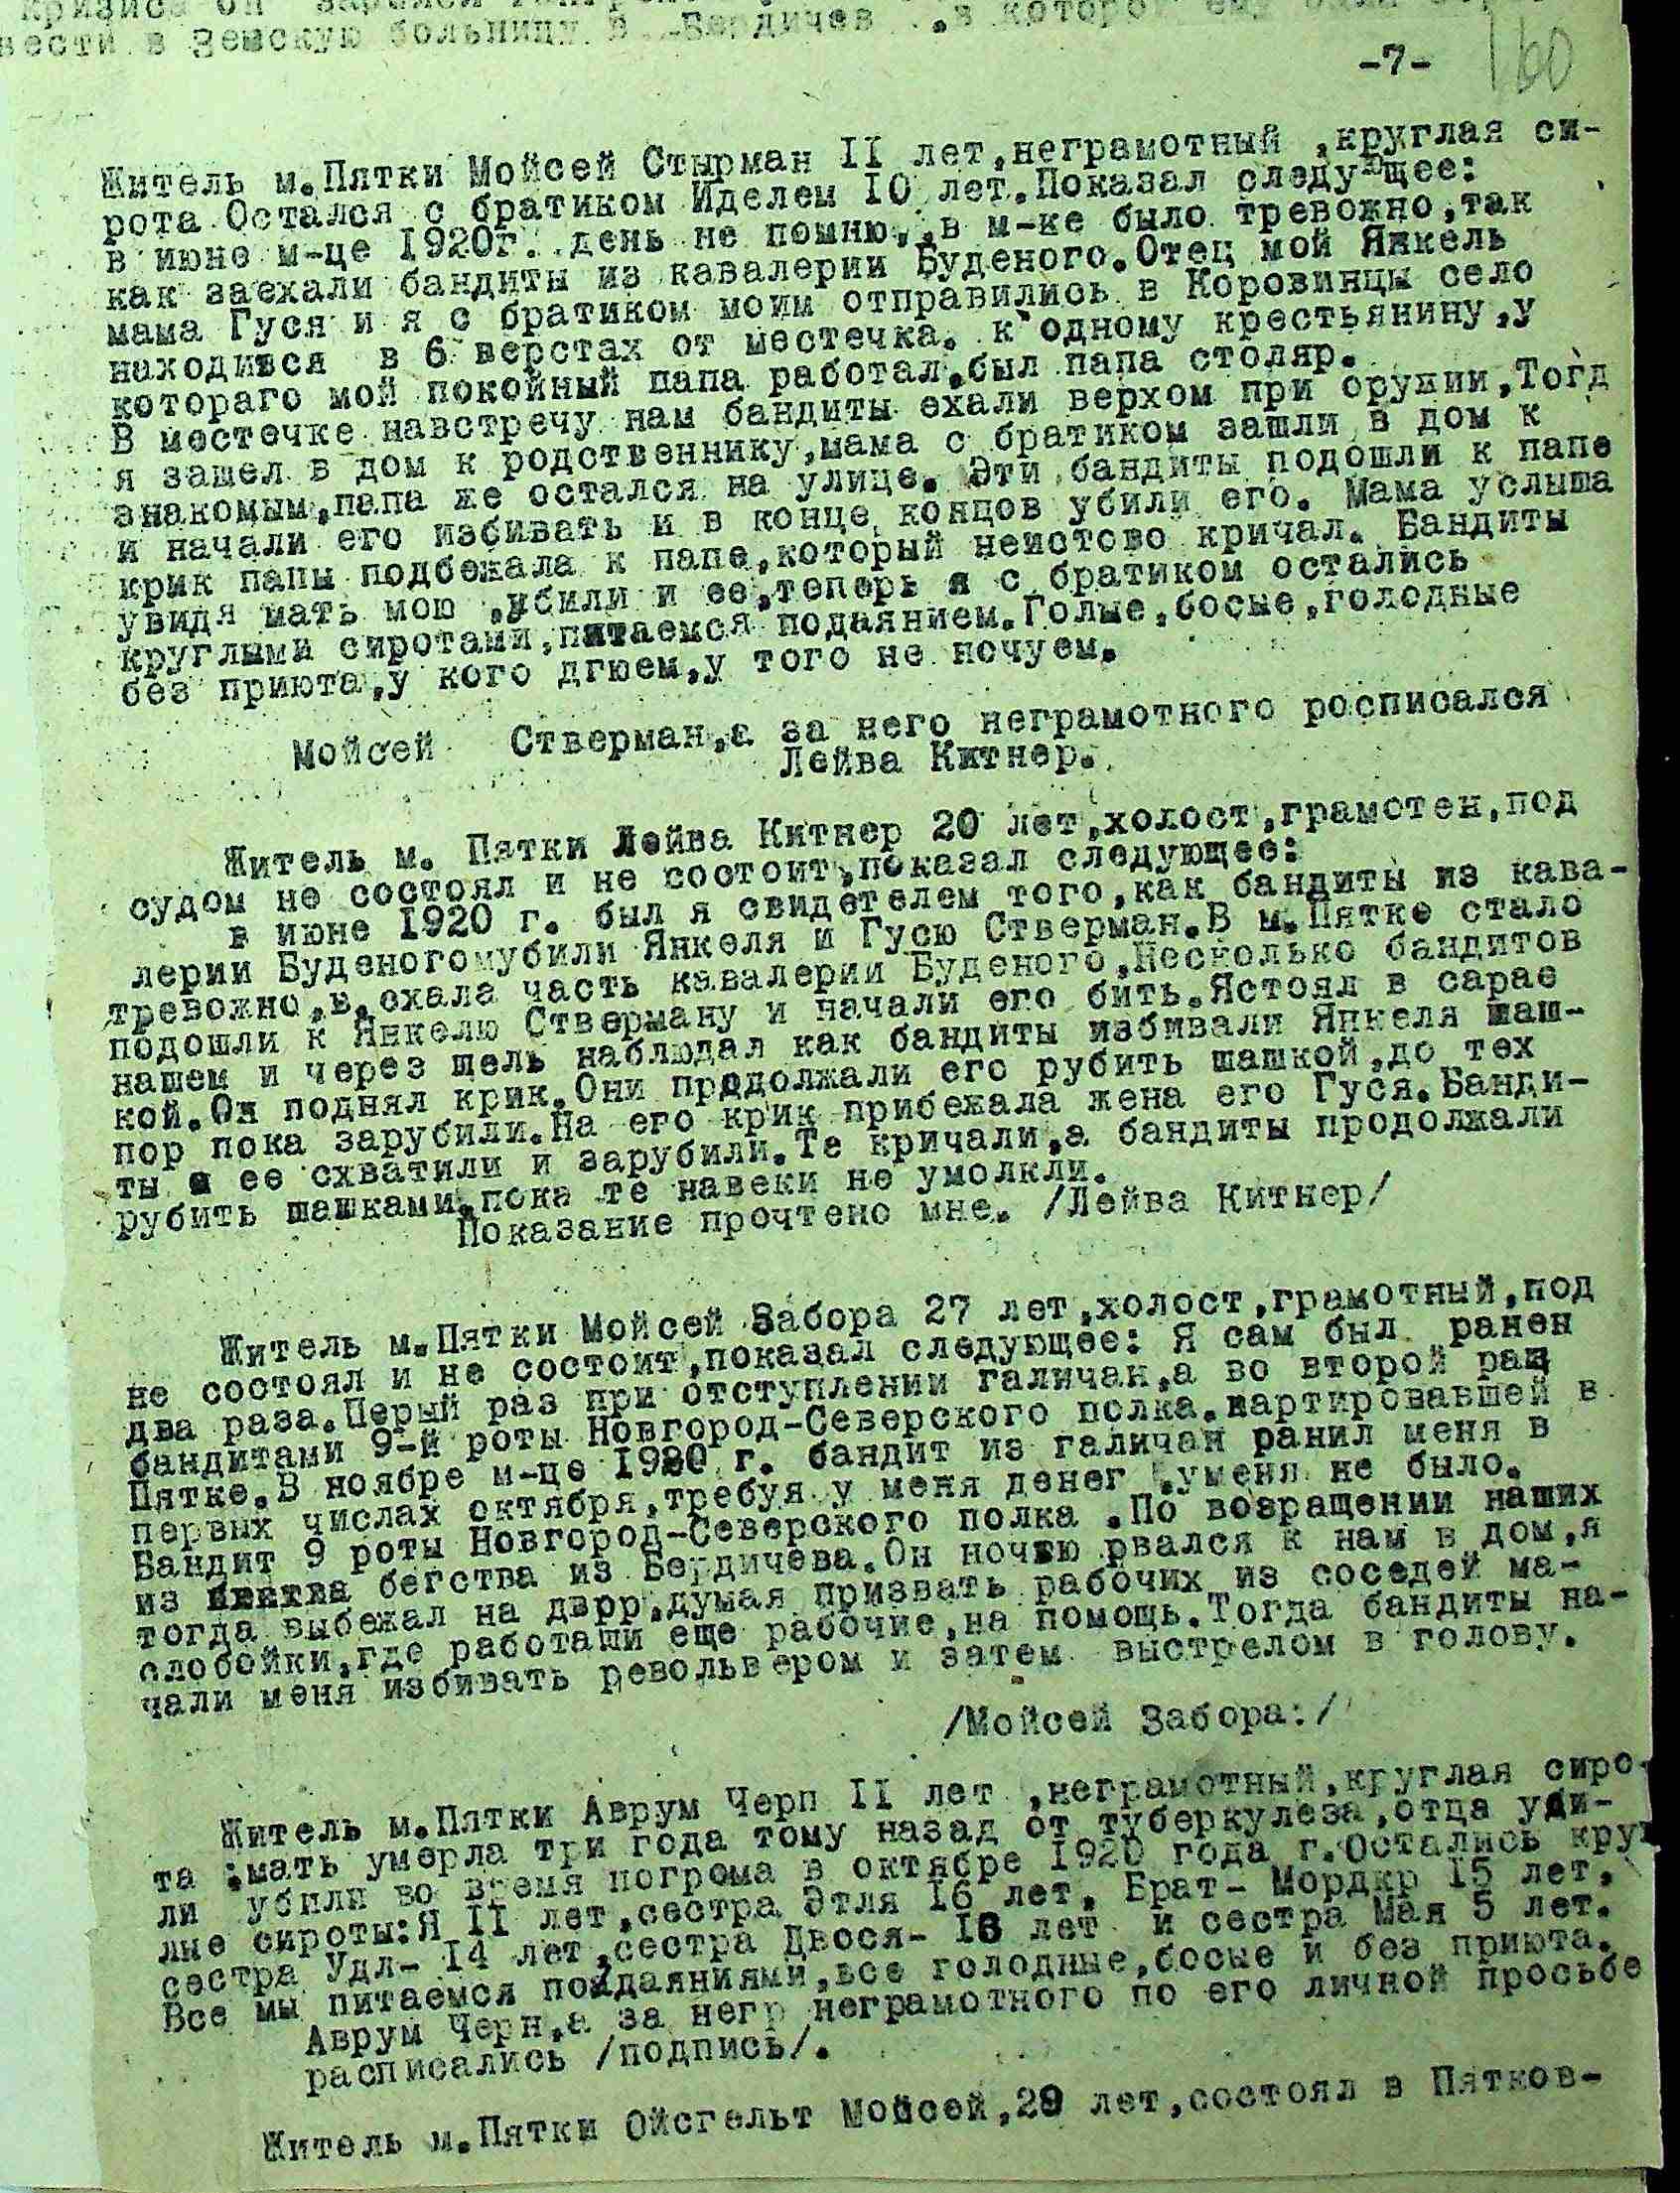 вести в Земскую больницу в Бердичев
-7-
160
Житель м.Пятки Мойсей Стырман II лет,неграмотный ,круглая си-
рота Остался с братиком Иделем 10 лет.Показал следующее:
в июне м-це 1920г. день не помню, в м-ке было тревожно,так
как заехали бандиты из кавалерии Буденого.Отец мой Янкель
мама Гуся и я с братиком моим отправились в Коровинцы село
находився в 6 верстах от местечка. к одному крестьянину,у
котораго мой покойный папа работал.был папа столяр.
В местечке навстречу нам бандиты ехали верхом при орудии,Тогд
я зашел в дом к родственнику,мама с братиком зашли в дом к
знакомым,папа же остался на улице. Эти бандиты подошли к папе
и начали его избивать и в конце концов убили его. Мама услыша
крик папы подбежала к папе,который неистово кричал. Бандиты
увидя мать мою ,убили и ее,теперь я с братиком остались
круглыми сиротами,питаемся подаянием.Голые,босые,голодные
без приюта,у кого дгюем,у того не ночуем.
Мойсей Стверман,а за него неграмотного росписался
Лейва Китнер.
Житель м. Пятки Лейва Китнер 20 лет,холост,грамотен,под
судом не состоял и не состоит,показал следующее:
в июне 1920 г. был я свидетелем того,как бандиты из кава-
лерии Буденого убили Янкеля и Гусю Стверман.В м.Пятке стало
тревожно,в.ехала часть кавалерии Буденого,Несколько бандитов
подошли к Янкелю Стверману и начали его бить.Ястоял в сарае
нашем и через щель наблюдал как бандиты избивали Янкеля шаш-
кой.Он поднял крик.Они прдолжали его рубить шашкой,до тех
пор пока зарубили.На его крик прибежала жена его Гуся.Банди-
ты и ее схватили и зарубили.Те кричали,а бандиты продолжали
рубить шашками,пока те навеки не умолкли.
Показание прочтено мне. /Лейва Китнер/
Житель м.Пятки Мойсей Забора 27 лет,холост,грамотный,под
не состоял и не состоит,показал следующее: Я сам был ранен
два раза.Перый раз при отступлении галичан,а во второй раз
бандитами 9-й роты Новгород-Северского полка.картировавшей в
Пятке.В ноябре м-це 1920 г. бандит из галичан ранил меня в
первых числах октября,требуя у меня денег .уменя не было.
Бандит 9 роты Новгород-Северского полка .По возращении наших
из бегства из Бердичева.Он ночью рвался к нам в дом,я
тогда выбежал на дврр,думая призвать рабочих из соседей ма-
слобойки,где работали еще рабочие,на помощь.Тогда бандиты на-
чали меня избивать револьвером и затем выстрелом в голову.
/Мойсей Забора:/
Житель м.Пятки Аврум Черп II лет ,неграмотный,круглая сиро-
та :мать умерла три года тому назад от туберкулеза,отца уби-
ли убили во время погрома в октябре 1920 года г.Остались круг
лые сироты:Я II лет,сестра Этля 16 лет, Брат- Мордкр 15 лет,
сестра Удл- 14 лет,сестра Двося- 13 лет и сестра Мая 5 лет.
Все мы питаемся подаяниями,все голодные,босые и без приюта.
Аврум Черн,а за негр неграмотного по его личной просьбе
расписались /подпись/.
Житель м.Пятки Ойсгельт Мойсей,29 лет,состоял в Пятков-